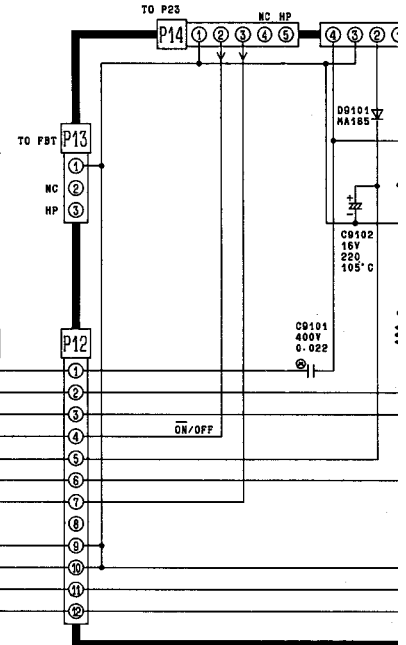 TO P23
NC HP
P14 1 2 3 4 5
4 3 2
D9101
MA165
TO FBT P13
1
NC 2
HP 3
+
-
C9102
16V
220
105°C
C9101
400V
0.022
P12
1
2
3
4
ON/OFF
5
6
7
8
9
10
11
12